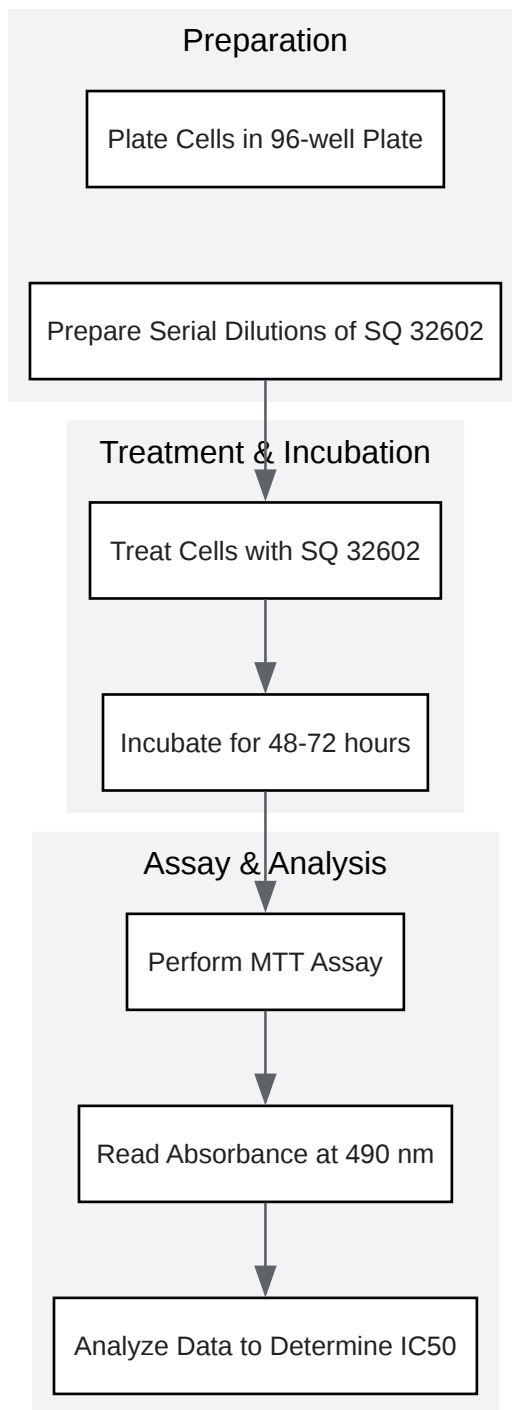 Preparation
Plate Cells in 96-well Plate
Prepare Serial Dilutions of SQ 32602
Treatment & Incubation
Treat Cells with SQ 32602
Incubate for 48-72 hours
Assay & Analysis
Perform MTT Assay
Read Absorbance at 490 nm
Analyze Data to Determine IC50